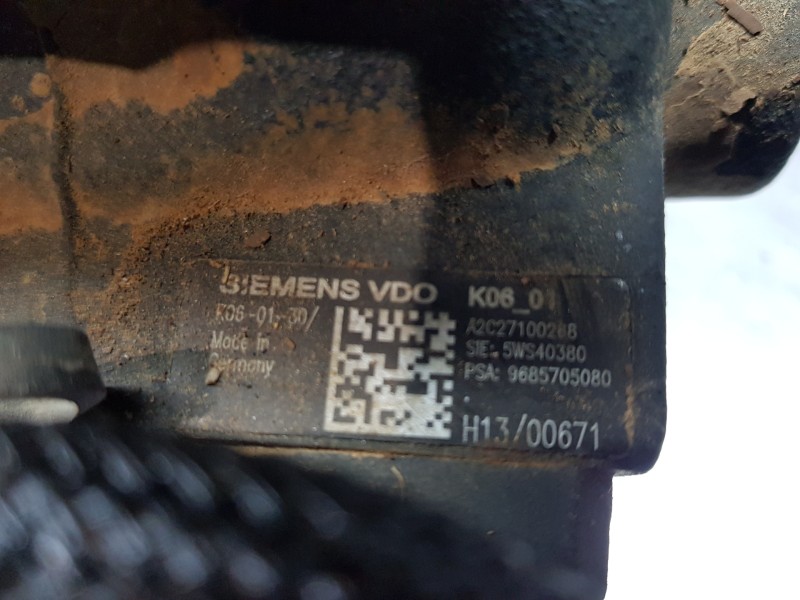 SIEMENS VDO K06_01
K06-01-30/
Made in
Germany
A2C27100288
SIE: 5WS40380
PSA: 9685705080
H13/00671